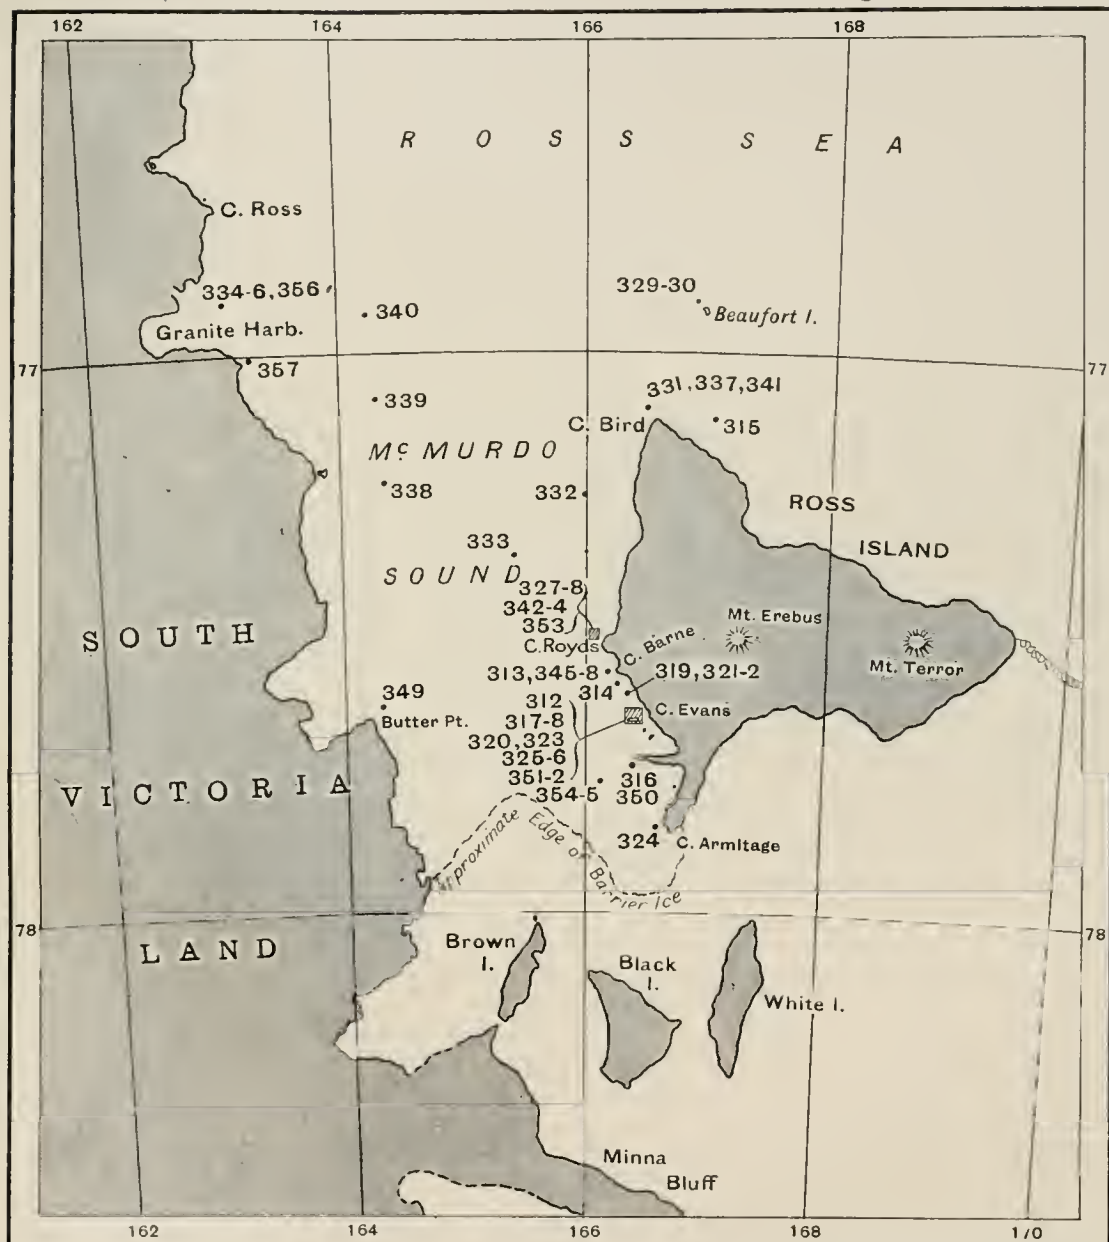 162 164 166 168
ROSS SEA
C. Ross
334-6,356
329-30
340
Beaufort I.
Granite Harb.
77 77
357
331,337,341
339
C. Bird
315
McMURDO
338
332
ROSS
333
ISLAND
SOUND
327-8
342-4
Mt. Erebus
353
SOUTH
C. Barne
C. Royds
Mt. Terror
313,345-8
319,321-2
349
314
312
C. Evans
Butter Pt.
317-8
320,323
325-6
VICTORIA
351-2
316
354-5
350
324
C. Armitage
Approximate Edge of Barrier Ice
78 78
LAND
Brown
I.
Black
I.
White I.
Minna
Bluff
162 164 166 168 170